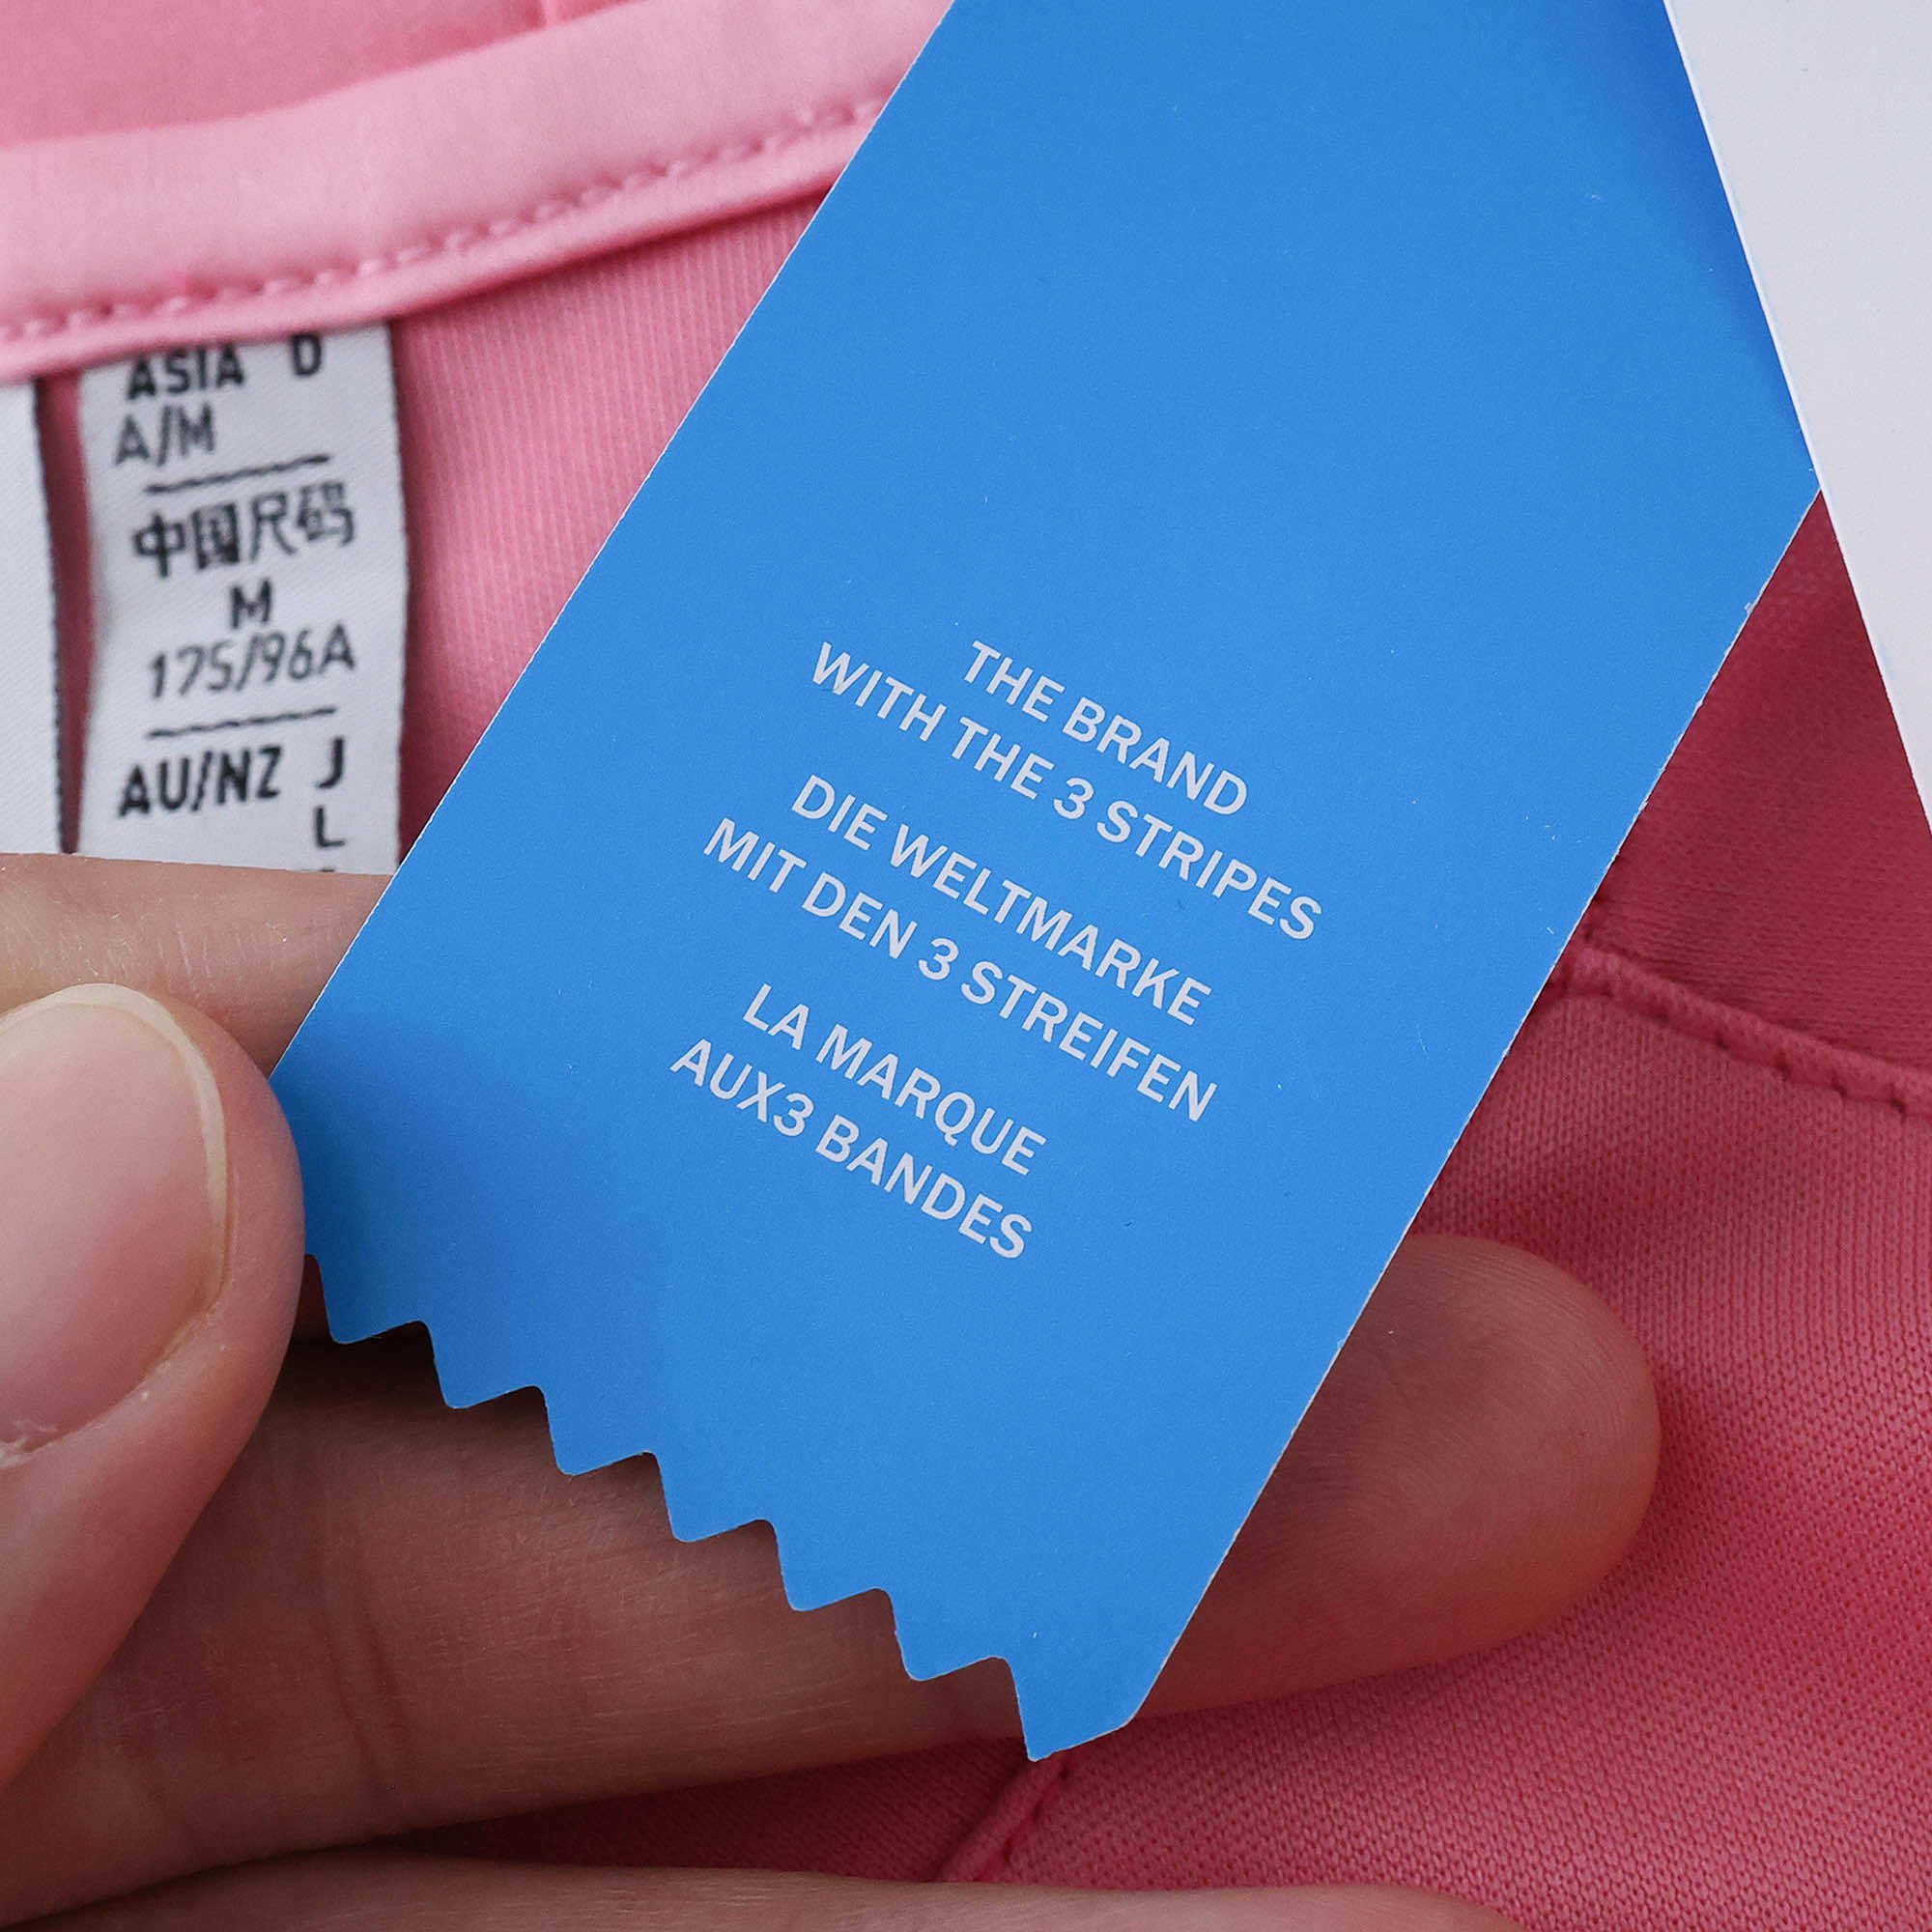 ASIA D
A/M
中国尺码
M
175/96A
AU/NZ J
L
THE BRAND
WITH THE 3 STRIPES
DIE WELTMARKE
MIT DEN 3 STREIFEN
LA MARQUE
AUX3 BANDES